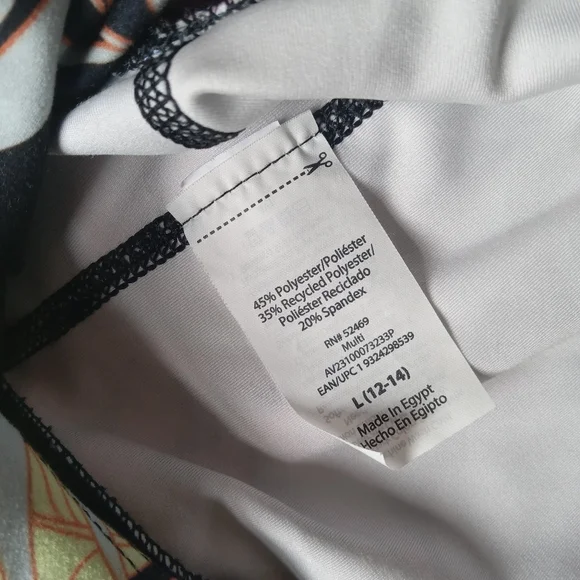 45% Polyester/Poliéster
35% Recycled Polyester/
Poliéster Reciclado
20% Spandex
RN# 52469
Multi
AV23100073233P
EAN/UPC 1 9324298539
L (12-14)
Made In Egypt
Hecho En Egipto